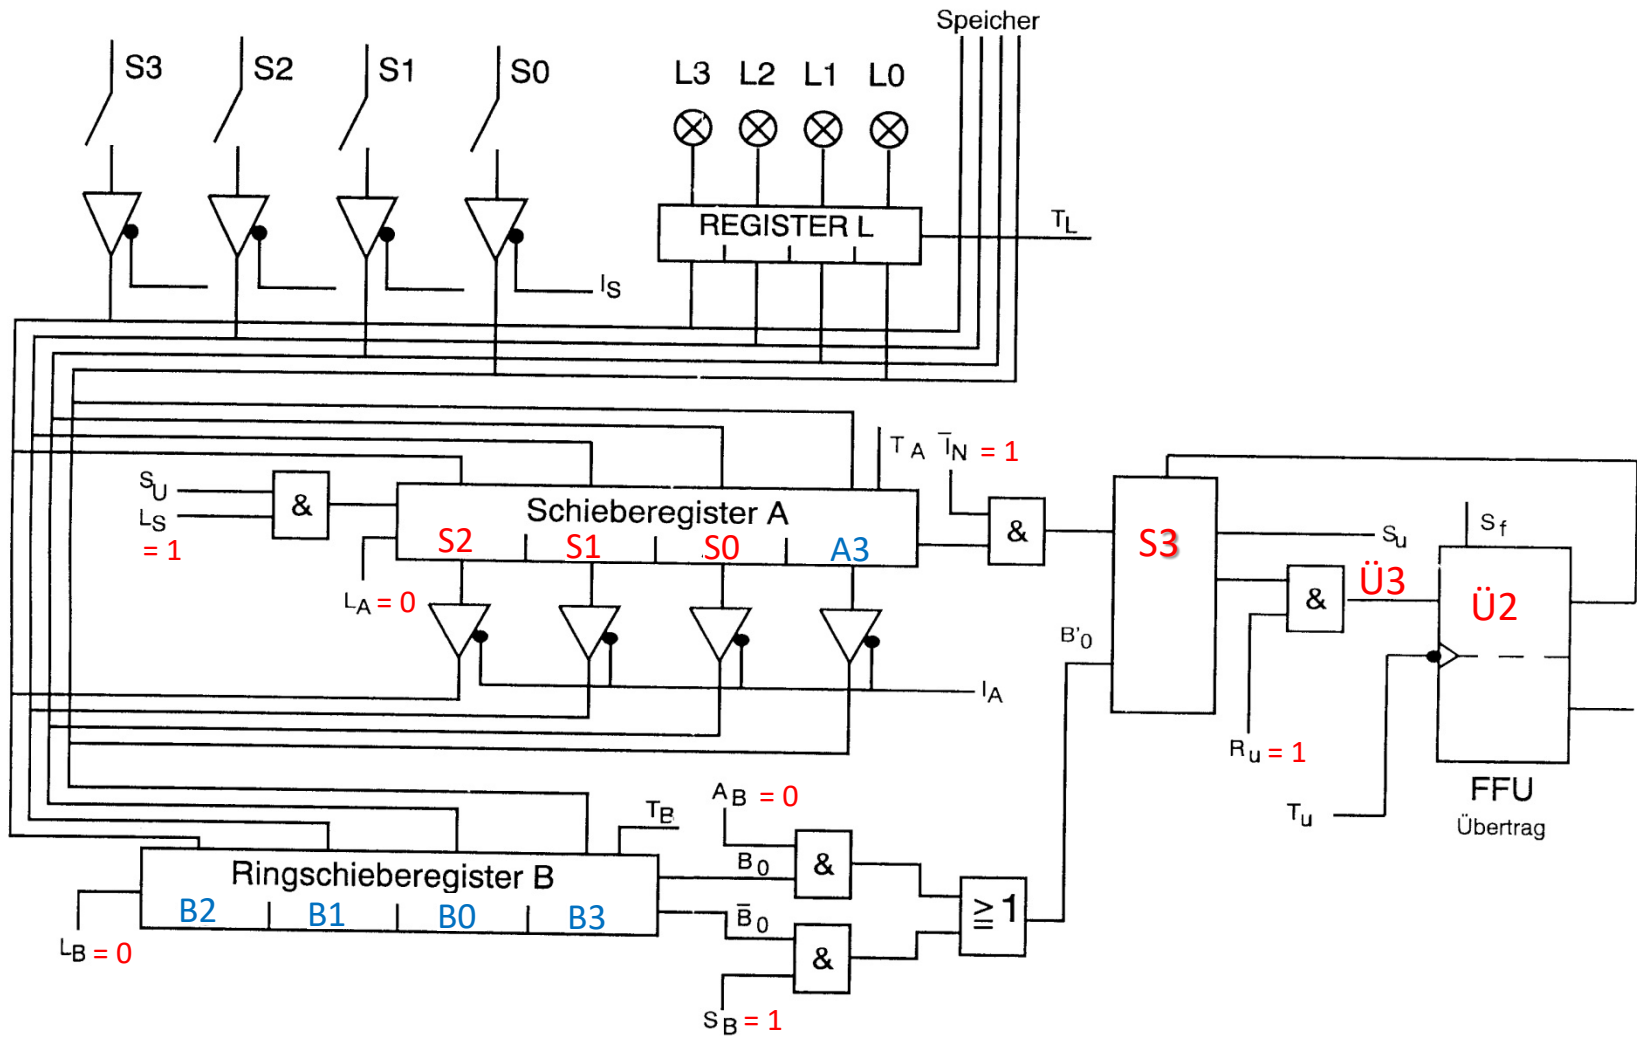 Speicher
S3 S2 S1 S0
L3 L2 L1 L0
REGISTER L
TL
IS
TA
ĪN = 1
SU
LS = 1
&
Schieberegister A
S2 S1 S0 A3
LA = 0
&
S3
Su
Sf
&
Ü3
Ü2
B'0
IA
Ru = 1
Tu
FFU
Übertrag
AB = 0
TB
B0
&
Ringschieberegister B
B2 B1 B0 B3
B̄0
≥ 1
LB = 0
&
SB = 1